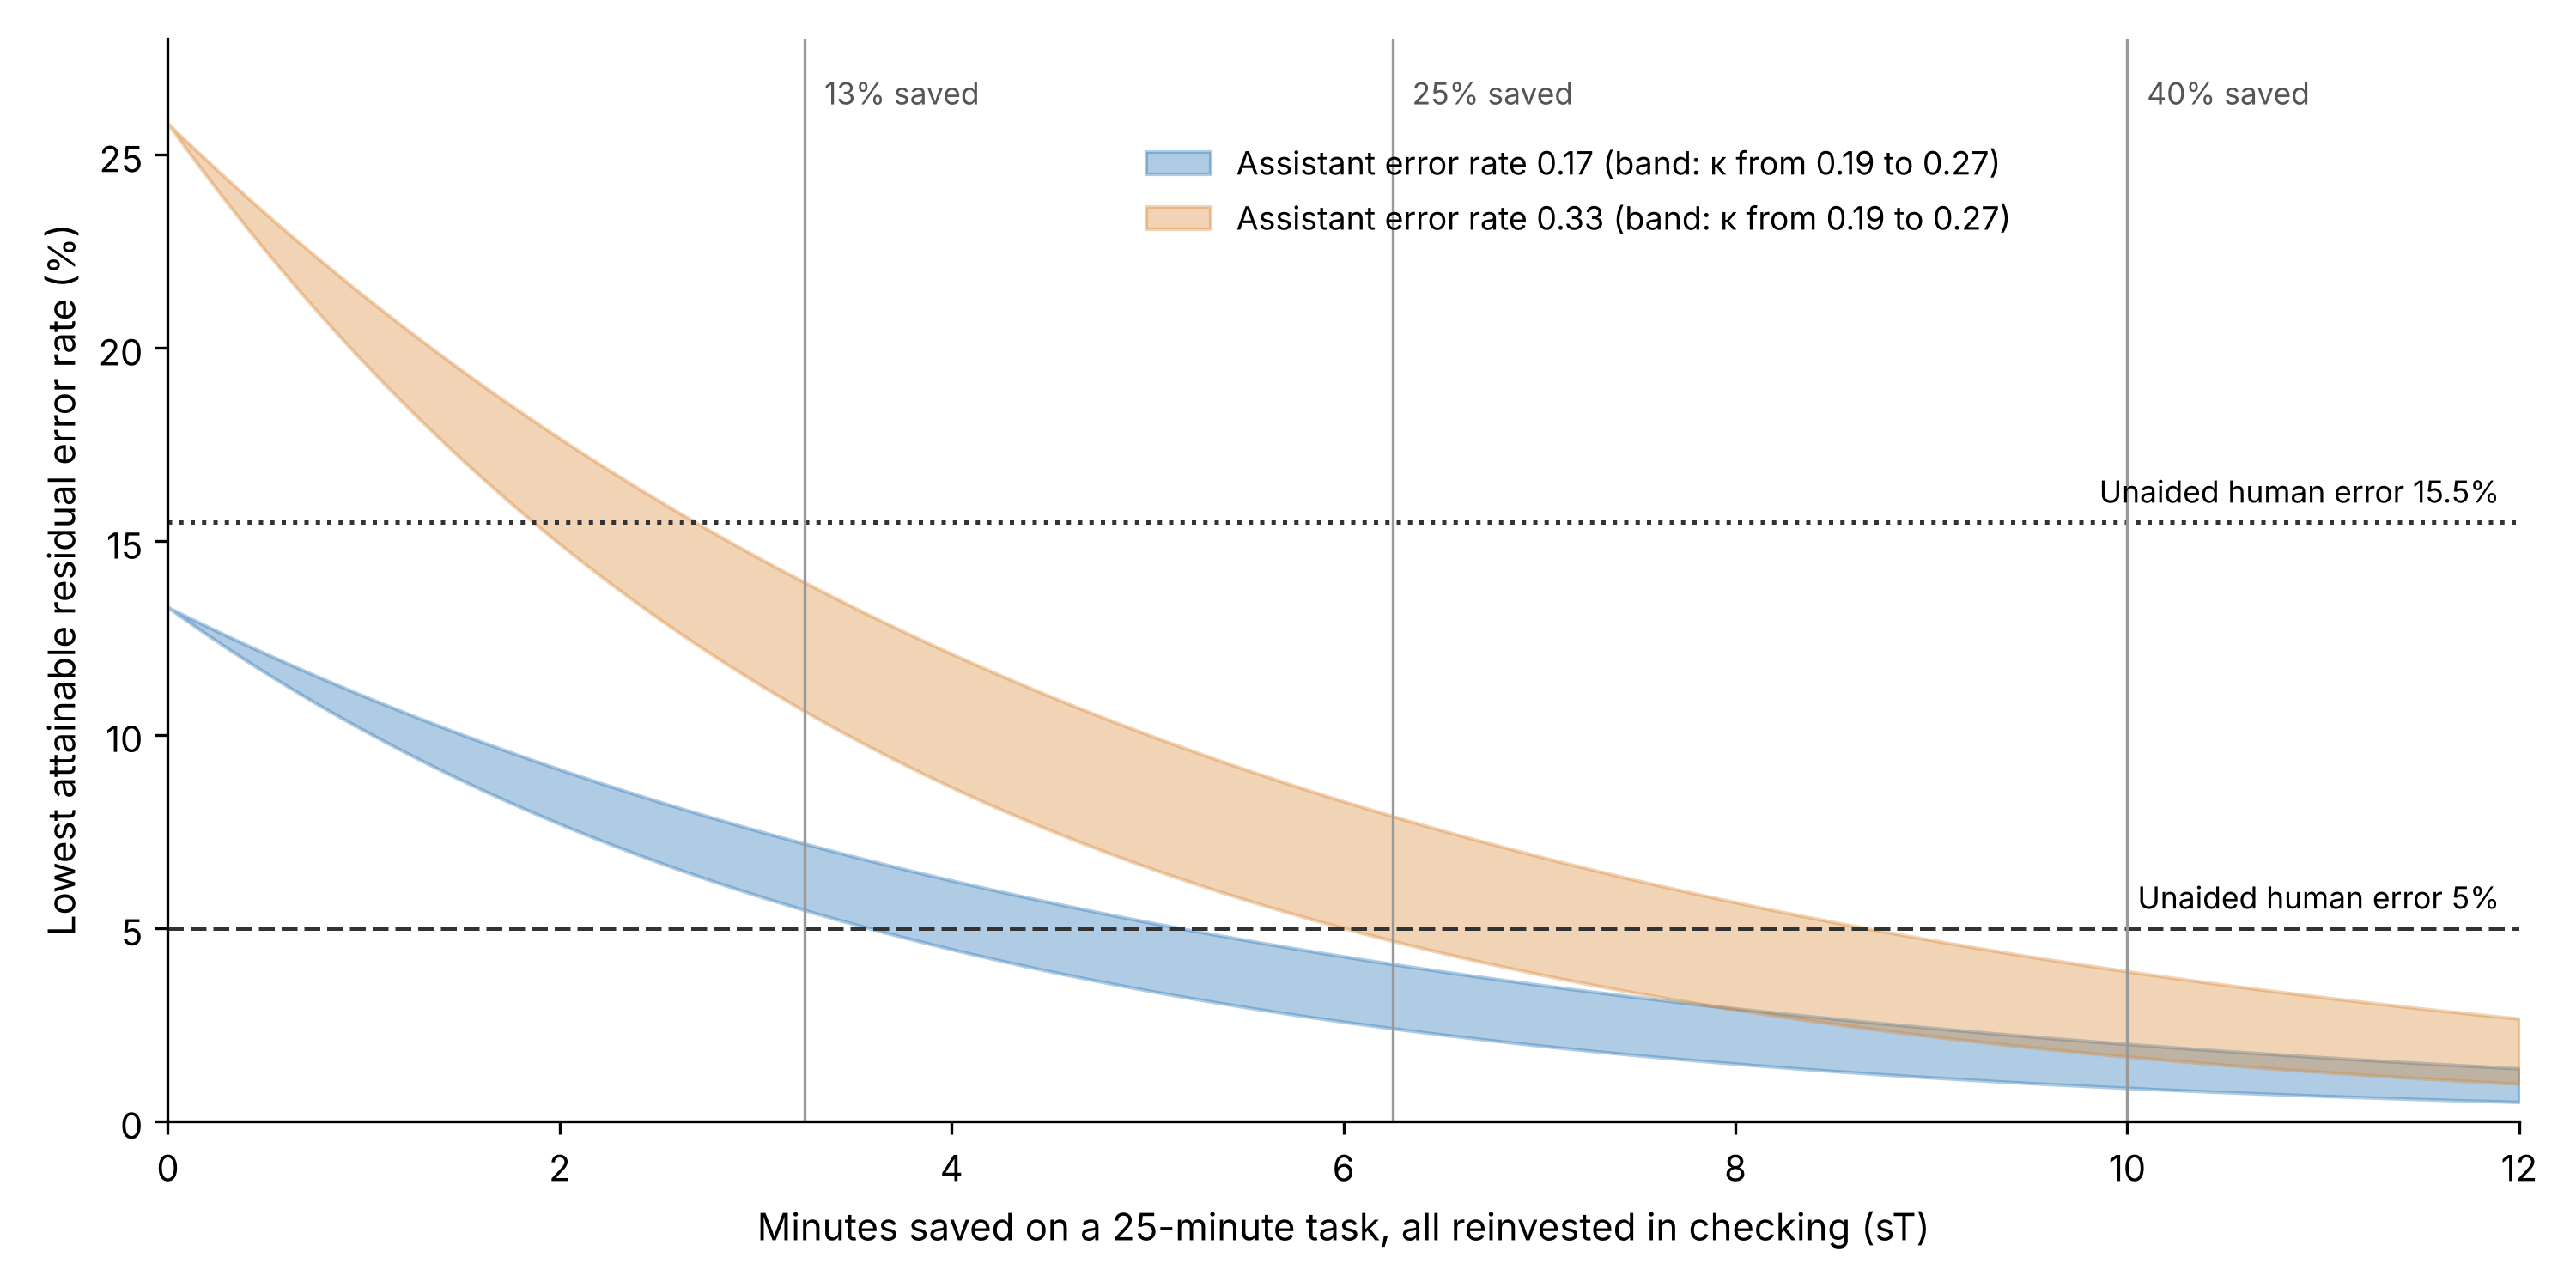 13% saved
25% saved
40% saved
Assistant error rate 0.17 (band: κ from 0.19 to 0.27)
Assistant error rate 0.33 (band: κ from 0.19 to 0.27)
Unaided human error 15.5%
Unaided human error 5%
Lowest attainable residual error rate (%)
25
20
15
10
5
0
0 2 4 6 8 10 12
Minutes saved on a 25-minute task, all reinvested in checking (sT)